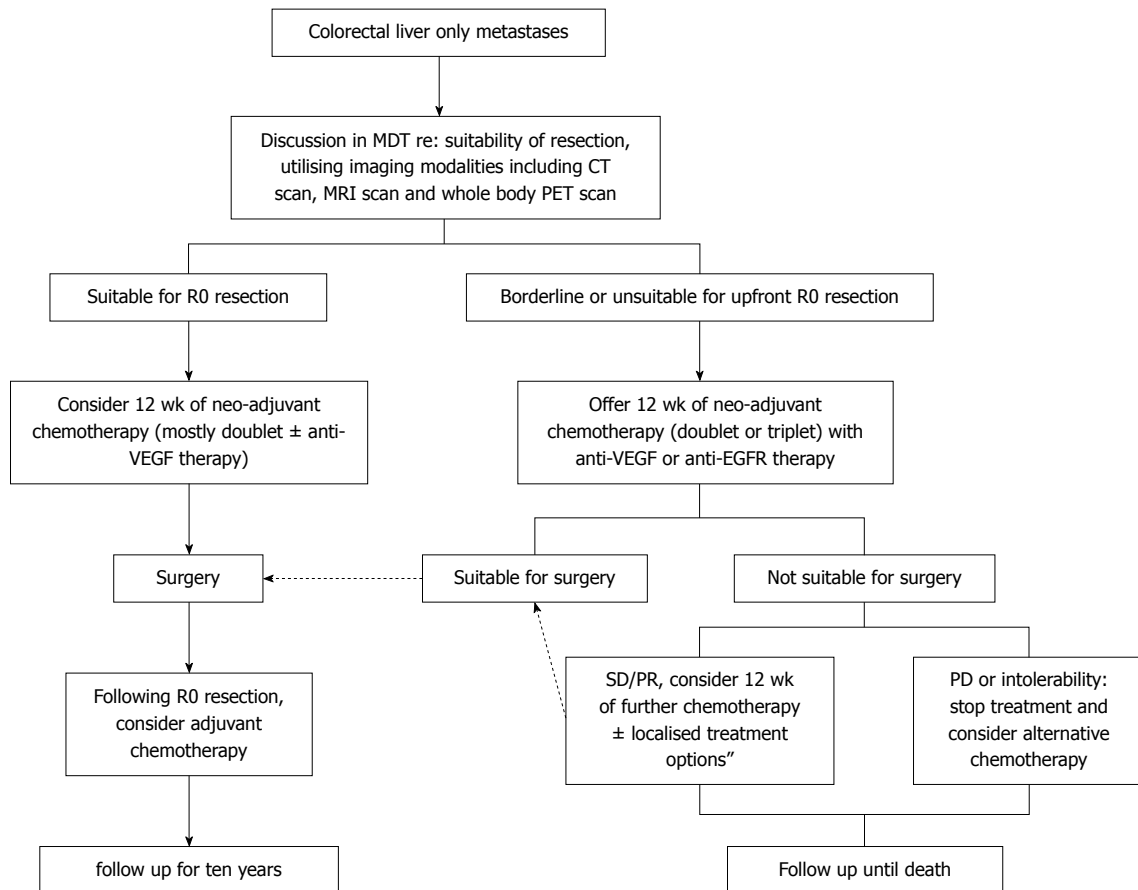 Colorectal liver only metastases
Discussion in MDT re: suitability of resection,
utilising imaging modalities including CT
scan, MRI scan and whole body PET scan
Suitable for R0 resection
Borderline or unsuitable for upfront R0 resection
Consider 12 wk of neo-adjuvant
chemotherapy (mostly doublet ± anti-
VEGF therapy)
Offer 12 wk of neo-adjuvant
chemotherapy (doublet or triplet) with
anti-VEGF or anti-EGFR therapy
Surgery
Suitable for surgery
Not suitable for surgery
Following R0 resection,
consider adjuvant
chemotherapy
SD/PR, consider 12 wk
of further chemotherapy
± localised treatment
options”
PD or intolerability:
stop treatment and
consider alternative
chemotherapy
follow up for ten years
Follow up until death